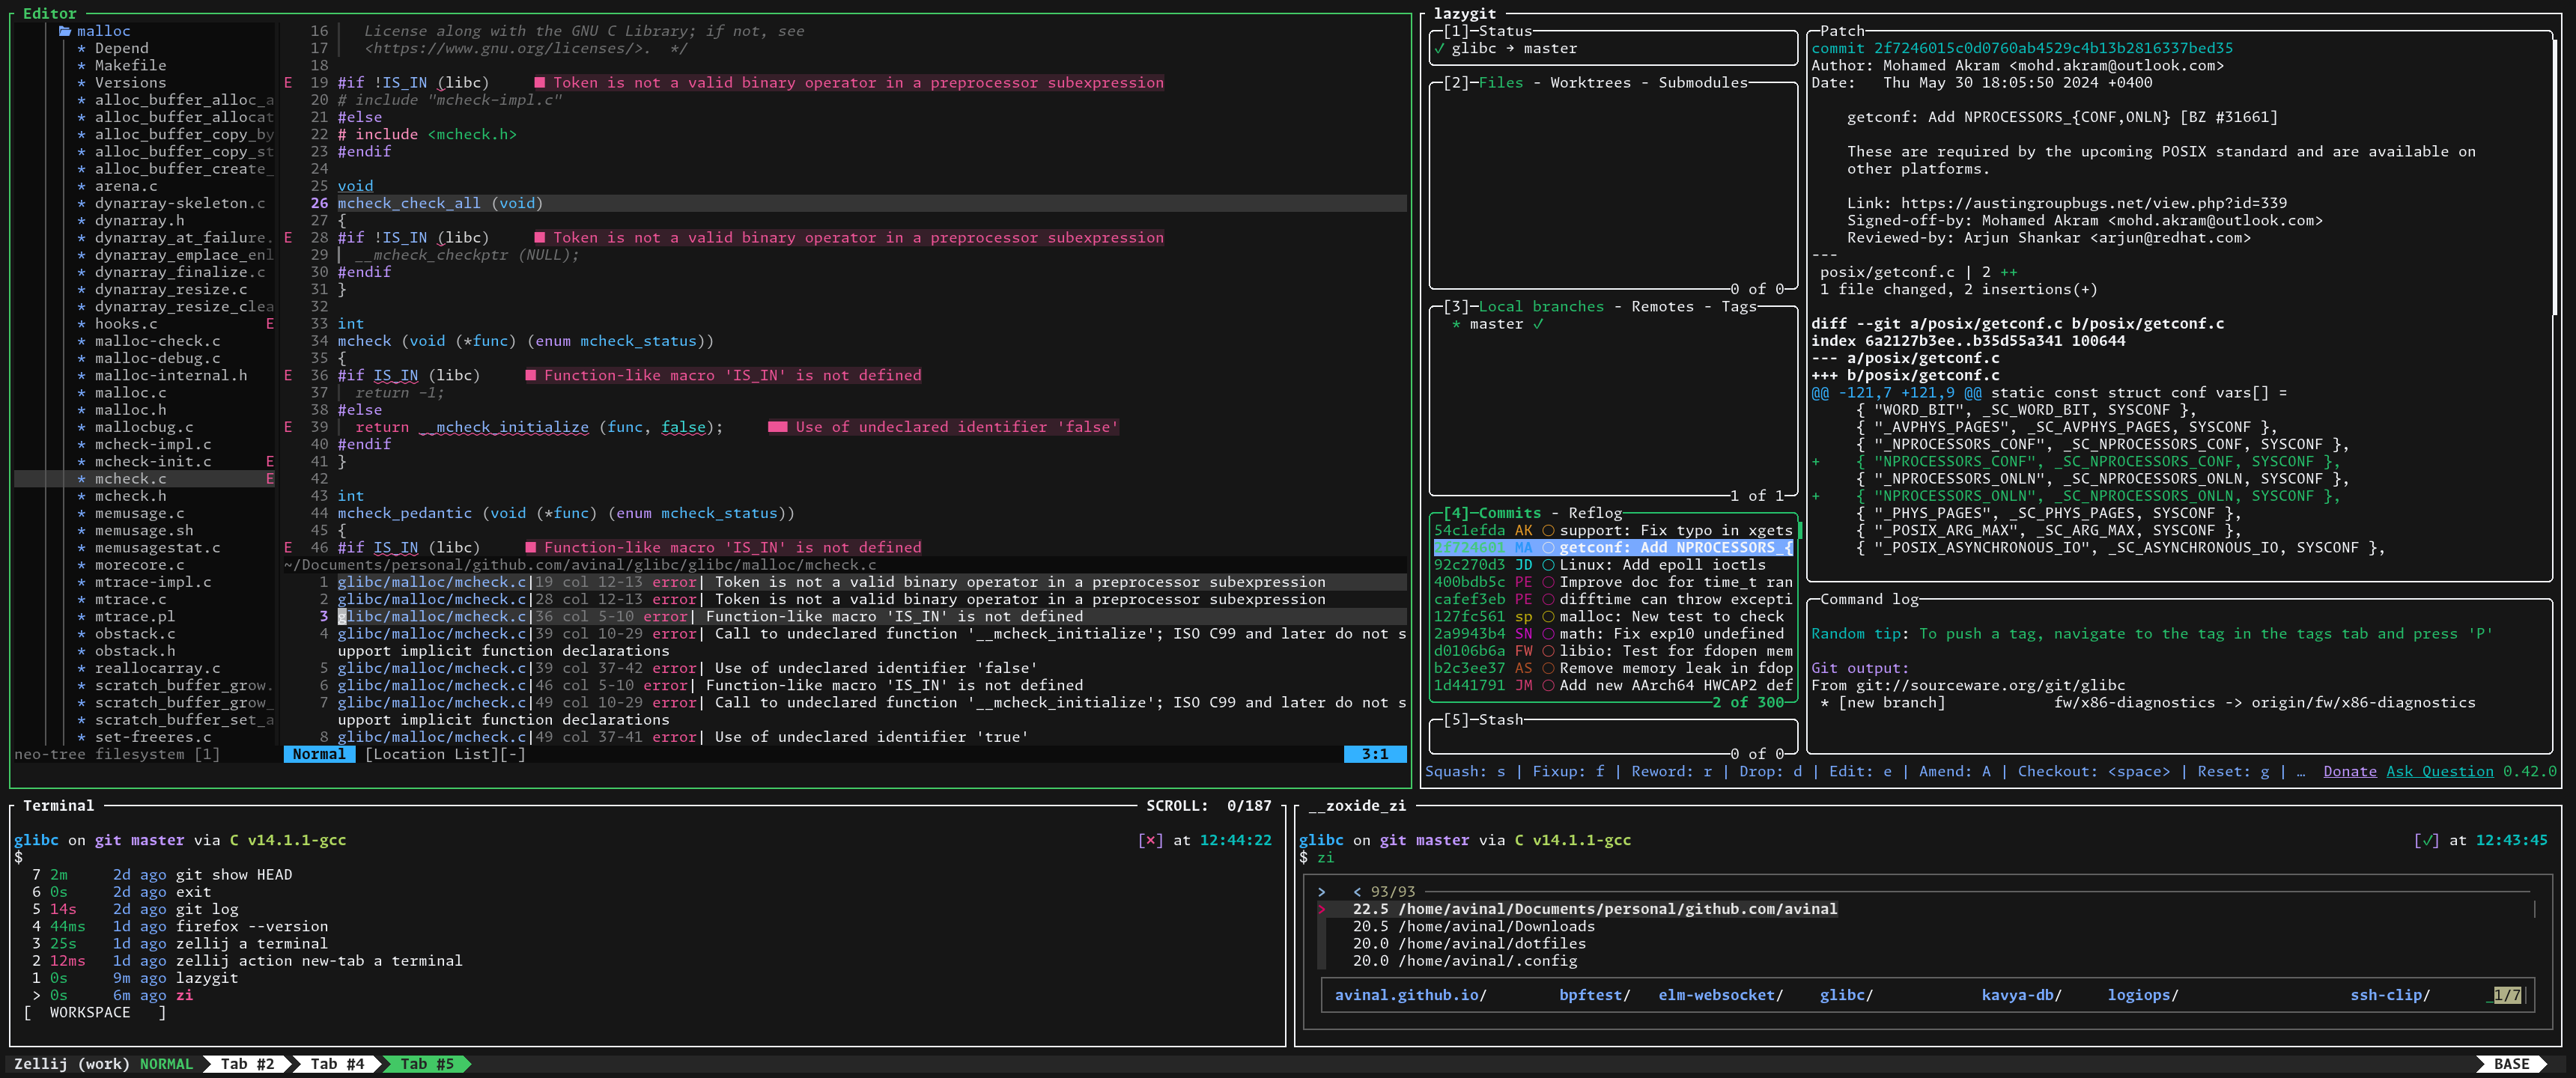 Editor
malloc
* Depend
* Makefile
* Versions
* alloc_buffer_alloc_a
* alloc_buffer_allocat
* alloc_buffer_copy_by
* alloc_buffer_copy_st
* alloc_buffer_create_
* arena.c
* dynarray-skeleton.c
* dynarray.h
* dynarray_at_failure.
* dynarray_emplace_enl
* dynarray_finalize.c
* dynarray_resize.c
* dynarray_resize_clea
* hooks.c E
* malloc-check.c
* malloc-debug.c
* malloc-internal.h
* malloc.c
* malloc.h
* mallocbug.c
* mcheck-impl.c
* mcheck-init.c E
* mcheck.c E
* mcheck.h
* memusage.c
* memusage.sh
* memusagestat.c
* morecore.c
* mtrace-impl.c
* mtrace.c
* mtrace.pl
* obstack.c
* obstack.h
* reallocarray.c
* scratch_buffer_grow.
* scratch_buffer_grow_
* scratch_buffer_set_a
* set-freeres.c
neo-tree filesystem [1]
16 License along with the GNU C Library; if not, see
17 <https://www.gnu.org/licenses/>. */
18
E 19 #if !IS_IN (libc) ■ Token is not a valid binary operator in a preprocessor subexpression
20 # include "mcheck-impl.c"
21 #else
22 # include <mcheck.h>
23 #endif
24
25 void
26 mcheck_check_all (void)
27 {
E 28 #if !IS_IN (libc) ■ Token is not a valid binary operator in a preprocessor subexpression
29 __mcheck_checkptr (NULL);
30 #endif
31 }
32
33 int
34 mcheck (void (*func) (enum mcheck_status))
35 {
E 36 #if IS_IN (libc) ■ Function-like macro 'IS_IN' is not defined
37 return -1;
38 #else
E 39 return __mcheck_initialize (func, false); ■■ Use of undeclared identifier 'false'
40 #endif
41 }
42
43 int
44 mcheck_pedantic (void (*func) (enum mcheck_status))
45 {
E 46 #if IS_IN (libc) ■ Function-like macro 'IS_IN' is not defined
~/Documents/personal/github.com/avinal/glibc/glibc/malloc/mcheck.c
1 glibc/malloc/mcheck.c|19 col 12-13 error| Token is not a valid binary operator in a preprocessor subexpression
2 glibc/malloc/mcheck.c|28 col 12-13 error| Token is not a valid binary operator in a preprocessor subexpression
3 glibc/malloc/mcheck.c|36 col 5-10 error| Function-like macro 'IS_IN' is not defined
4 glibc/malloc/mcheck.c|39 col 10-29 error| Call to undeclared function '__mcheck_initialize'; ISO C99 and later do not s
upport implicit function declarations
5 glibc/malloc/mcheck.c|39 col 37-42 error| Use of undeclared identifier 'false'
6 glibc/malloc/mcheck.c|46 col 5-10 error| Function-like macro 'IS_IN' is not defined
7 glibc/malloc/mcheck.c|49 col 10-29 error| Call to undeclared function '__mcheck_initialize'; ISO C99 and later do not s
upport implicit function declarations
8 glibc/malloc/mcheck.c|49 col 37-41 error| Use of undeclared identifier 'true'
Normal [Location List][-] 3:1
lazygit
[1]─Status
✓ glibc → master
[2]─Files - Worktrees - Submodules
0 of 0
[3]─Local branches - Remotes - Tags
* master ✓
1 of 1
[4]─Commits - Reflog
54c1efda AK ○ support: Fix typo in xgets
2f724601 MA ○ getconf: Add NPROCESSORS_{
92c270d3 JD ○ Linux: Add epoll ioctls
400bdb5c PE ○ Improve doc for time_t ran
cafef3eb PE ○ difftime can throw excepti
127fc561 sp ○ malloc: New test to check
2a9943b4 SN ○ math: Fix exp10 undefined
d0106b6a FW ○ libio: Test for fdopen mem
b2c3ee37 AS ○ Remove memory leak in fdop
1d441791 JM ○ Add new AArch64 HWCAP2 def
2 of 300
[5]─Stash
0 of 0
Patch
commit 2f7246015c0d0760ab4529c4b13b2816337bed35
Author: Mohamed Akram <mohd.akram@outlook.com>
Date: Thu May 30 18:05:50 2024 +0400
getconf: Add NPROCESSORS_{CONF,ONLN} [BZ #31661]
These are required by the upcoming POSIX standard and are available on
other platforms.
Link: https://austingroupbugs.net/view.php?id=339
Signed-off-by: Mohamed Akram <mohd.akram@outlook.com>
Reviewed-by: Arjun Shankar <arjun@redhat.com>
---
posix/getconf.c | 2 ++
1 file changed, 2 insertions(+)
diff --git a/posix/getconf.c b/posix/getconf.c
index 6a2127b3ee..b35d55a341 100644
--- a/posix/getconf.c
+++ b/posix/getconf.c
@@ -121,7 +121,9 @@ static const struct conf vars[] =
{ "WORD_BIT", _SC_WORD_BIT, SYSCONF },
{ "_AVPHYS_PAGES", _SC_AVPHYS_PAGES, SYSCONF },
{ "_NPROCESSORS_CONF", _SC_NPROCESSORS_CONF, SYSCONF },
+ { "NPROCESSORS_CONF", _SC_NPROCESSORS_CONF, SYSCONF },
{ "_NPROCESSORS_ONLN", _SC_NPROCESSORS_ONLN, SYSCONF },
+ { "NPROCESSORS_ONLN", _SC_NPROCESSORS_ONLN, SYSCONF },
{ "_PHYS_PAGES", _SC_PHYS_PAGES, SYSCONF },
{ "_POSIX_ARG_MAX", _SC_ARG_MAX, SYSCONF },
{ "_POSIX_ASYNCHRONOUS_IO", _SC_ASYNCHRONOUS_IO, SYSCONF },
Command log
Random tip: To push a tag, navigate to the tag in the tags tab and press 'P'
Git output:
From git://sourceware.org/git/glibc
* [new branch] fw/x86-diagnostics -> origin/fw/x86-diagnostics
Squash: s | Fixup: f | Reword: r | Drop: d | Edit: e | Amend: A | Checkout: <space> | Reset: g | … Donate Ask Question 0.42.0
Terminal SCROLL: 0/187
glibc on git master via C v14.1.1-gcc [×] at 12:44:22
$
7 2m 2d ago git show HEAD
6 0s 2d ago exit
5 14s 2d ago git log
4 44ms 1d ago firefox --version
3 25s 1d ago zellij a terminal
2 12ms 1d ago zellij action new-tab a terminal
1 0s 9m ago lazygit
> 0s 6m ago zi
[ WORKSPACE ]
__zoxide_zi
glibc on git master via C v14.1.1-gcc [✓] at 12:43:45
$ zi
> < 93/93
> 22.5 /home/avinal/Documents/personal/github.com/avinal
20.5 /home/avinal/Downloads
20.0 /home/avinal/dotfiles
20.0 /home/avinal/.config
avinal.github.io/ bpftest/ elm-websocket/ glibc/ kavya-db/ logiops/ ssh-clip/ 1/7
Zellij (work) NORMAL Tab #2 Tab #4 Tab #5 BASE